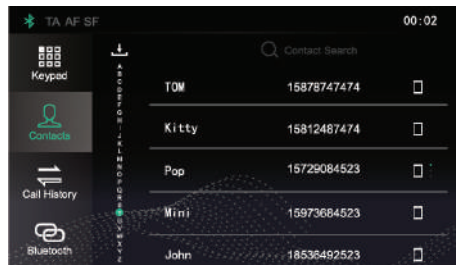 TA AF SF
00:02
Contact Search
Keypad
Contacts
Call History
Bluetooth
A
B
C
D
E
F
G
H
I
J
K
L
M
N
O
P
Q
R
S
U
V
W
X
Y
Z
TOM 15878747474
Kitty 15812487474
Pop 15729084523
Mini 15973684523
John 18536492523